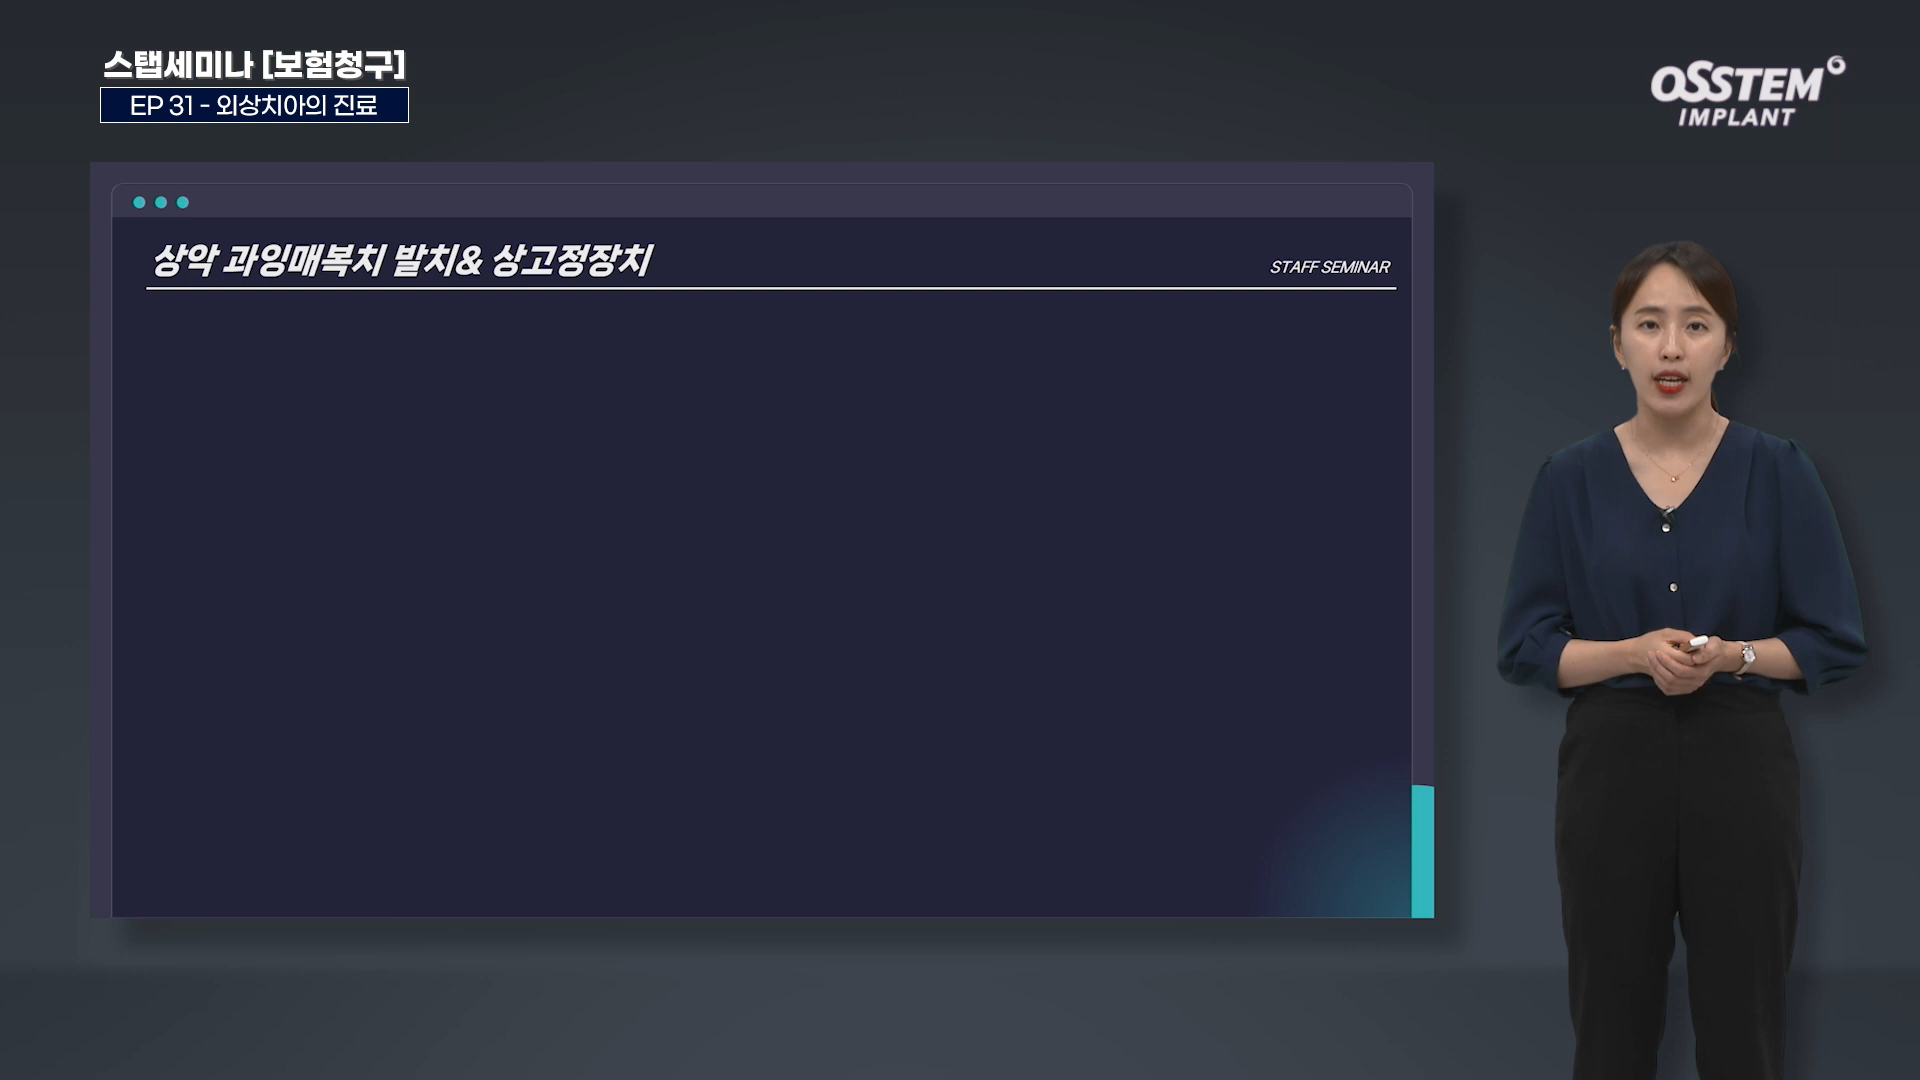 스탭세미나 [보험청구]
EP 31 - 외상치아의 진료
OSSTEM
IMPLANT
상악 과잉매복치 발치& 상고정장치
STAFF SEMINAR